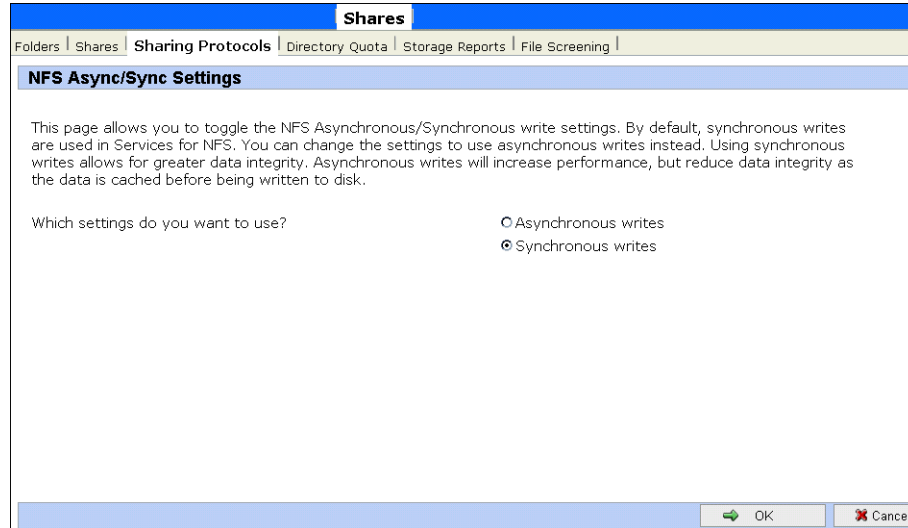 Shares
Folders | Shares | Sharing Protocols | Directory Quota | Storage Reports | File Screening |
NFS Async/Sync Settings
This page allows you to toggle the NFS Asynchronous/Synchronous write settings. By default, synchronous writes
are used in Services for NFS. You can change the settings to use asynchronous writes instead. Using synchronous
writes allows for greater data integrity. Asynchronous writes will increase performance, but reduce data integrity as
the data is cached before being written to disk.
Which settings do you want to use?
Asynchronous writes
Synchronous writes
OK
Cance